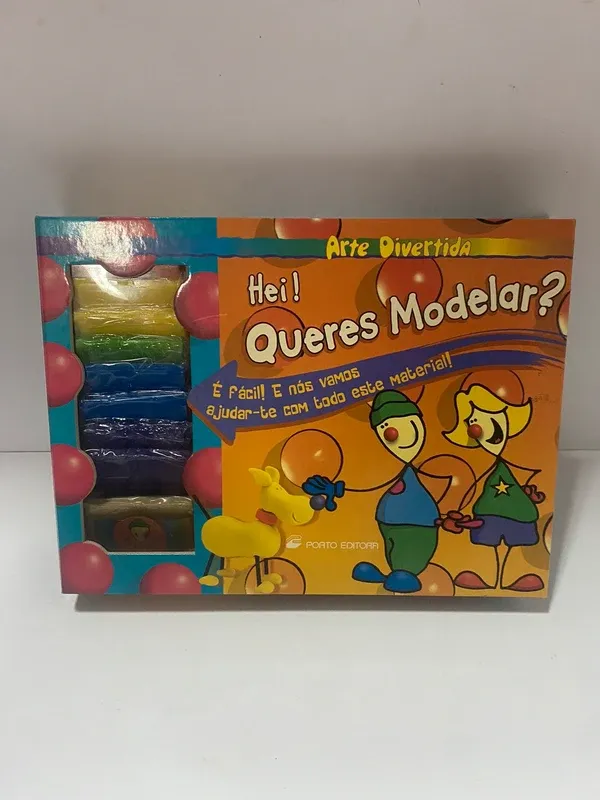 Arte Divertida
Hei!
Queres Modelar?
É fácil! E nós vamos
ajudar-te com todo este material!
PORTO EDITORA